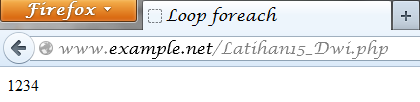 Firefox
Loop foreach
www.example.net/Latihan15_Dwi.php
1234